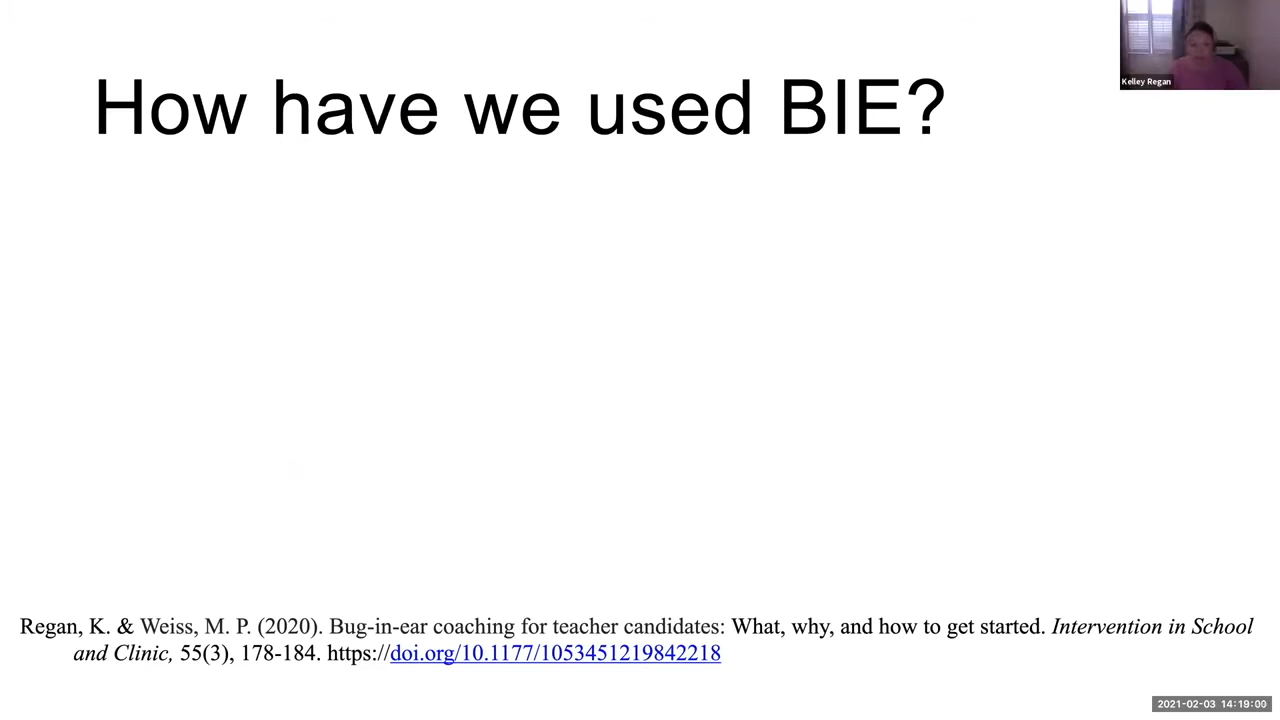 How have we used BIE?
Kelley Regan
Regan, K. & Weiss, M. P. (2020). Bug-in-ear coaching for teacher candidates: What, why, and how to get started. Intervention in School
and Clinic, 55(3), 178-184. https://doi.org/10.1177/1053451219842218
2021-02-03 14:19:00